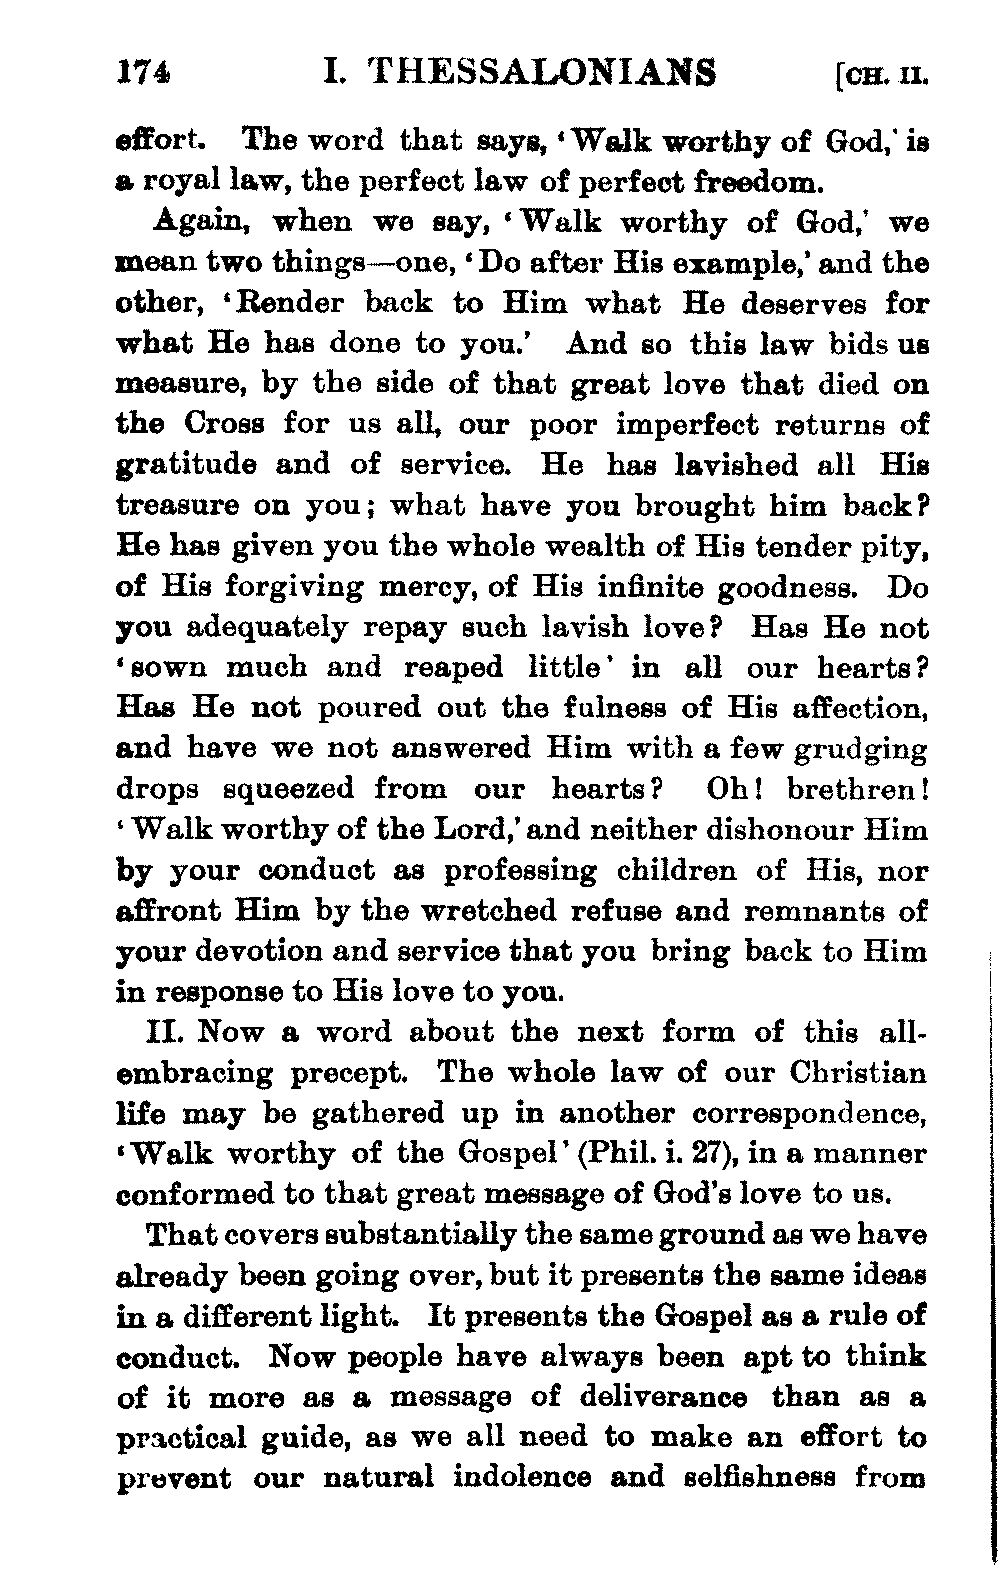 174 I. THESSALONIANS [CH. II.
effort. The word that says, ‘Walk worthy of God,’ is
a royal law, the perfect law of perfect freedom.
Again, when we say, ‘Walk worthy of God,’ we
mean two things—one, ‘Do after His example,’ and the
other, ‘Render back to Him what He deserves for
what He has done to you.’ And so this law bids us
measure, by the side of that great love that died on
the Cross for us all, our poor imperfect returns of
gratitude and of service. He has lavished all His
treasure on you; what have you brought him back?
He has given you the whole wealth of His tender pity,
of His forgiving mercy, of His infinite goodness. Do
you adequately repay such lavish love? Has He not
‘sown much and reaped little’ in all our hearts?
Has He not poured out the fulness of His affection,
and have we not answered Him with a few grudging
drops squeezed from our hearts? Oh! brethren!
‘Walk worthy of the Lord,’ and neither dishonour Him
by your conduct as professing children of His, nor
affront Him by the wretched refuse and remnants of
your devotion and service that you bring back to Him
in response to His love to you.
II. Now a word about the next form of this all-
embracing precept. The whole law of our Christian
life may be gathered up in another correspondence,
‘Walk worthy of the Gospel’ (Phil. i. 27), in a manner
conformed to that great message of God's love to us.
That covers substantially the same ground as we have
already been going over, but it presents the same ideas
in a different light. It presents the Gospel as a rule of
conduct. Now people have always been apt to think
of it more as a message of deliverance than as a
practical guide, as we all need to make an effort to
prevent our natural indolence and selfishness from